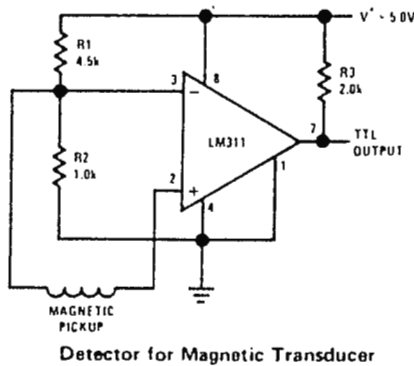 V+ - 5.0V
R1
4.5k
R3
2.0k
3
8
−
LM311
7
TTL
OUTPUT
R2
1.0k
1
2
+
4
MAGNETIC
PICKUP
Detector for Magnetic Transducer